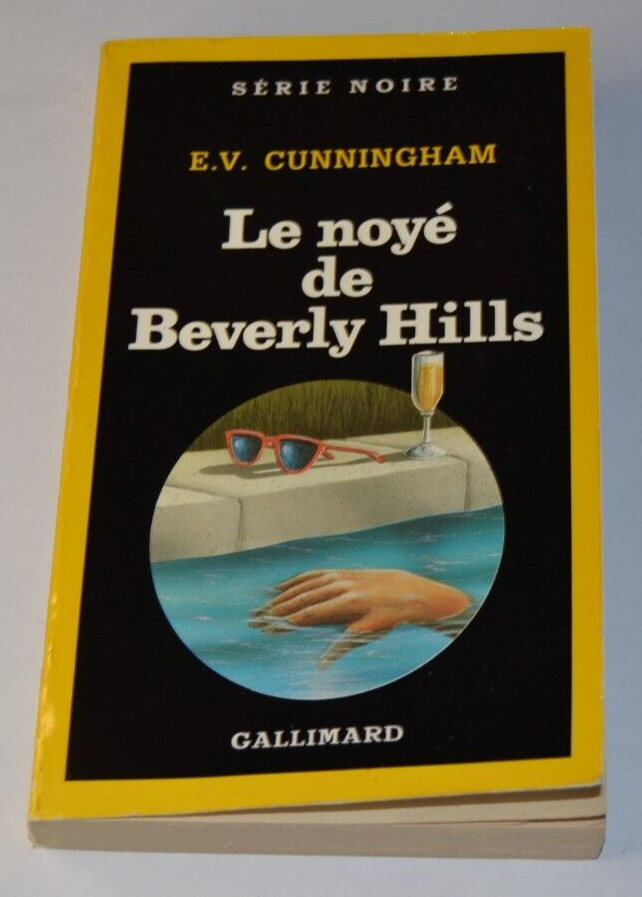 SÉRIE NOIRE
E.V. CUNNINGHAM
Le noyé
de
Beverly Hills
GALLIMARD